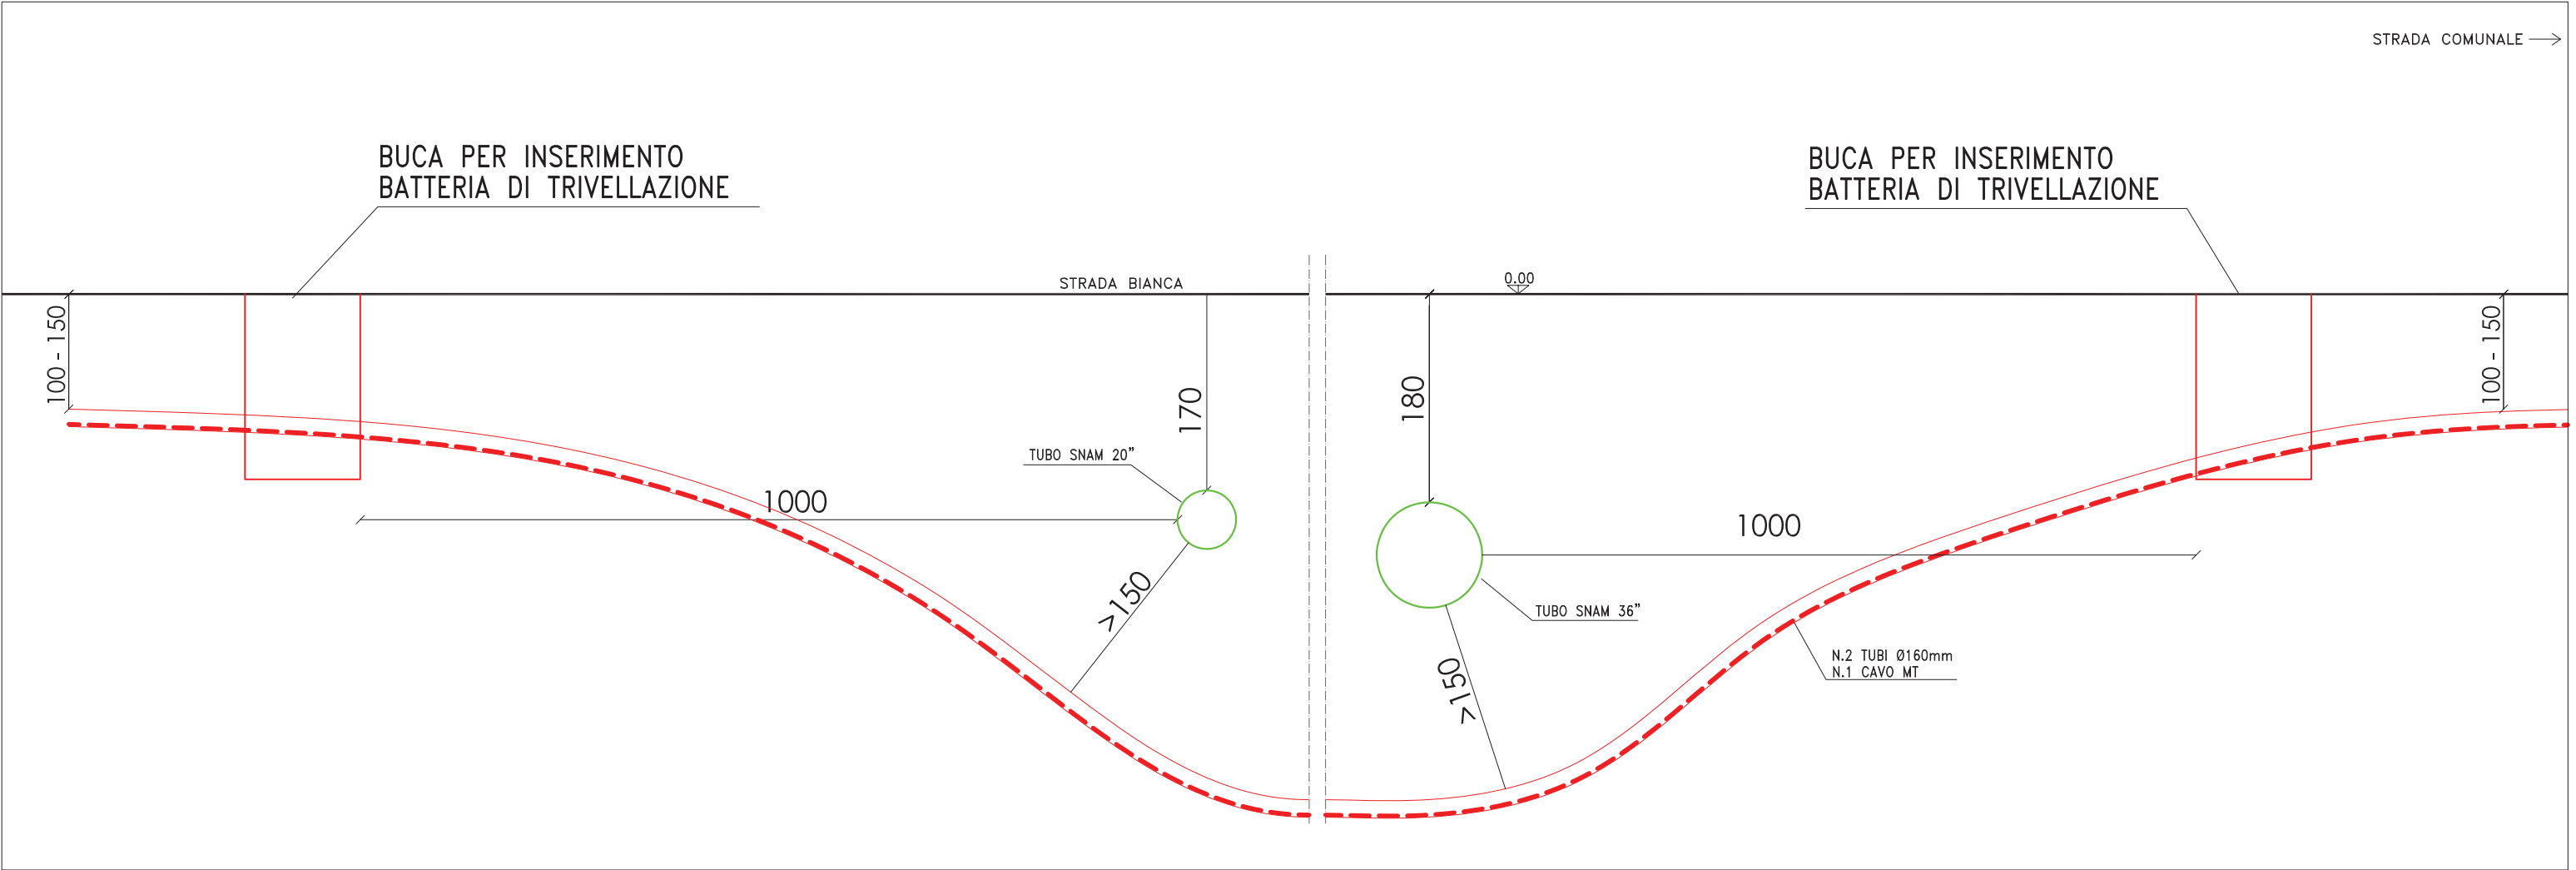 STRADA COMUNALE
BUCA PER INSERIMENTO
BATTERIA DI TRIVELLAZIONE
BUCA PER INSERIMENTO
BATTERIA DI TRIVELLAZIONE
STRADA BIANCA
0.00
100 - 150
170
180
100 - 150
TUBO SNAM 20”
1000
1000
>150
TUBO SNAM 36”
>150
N.2 TUBI Ø160mm
N.1 CAVO MT